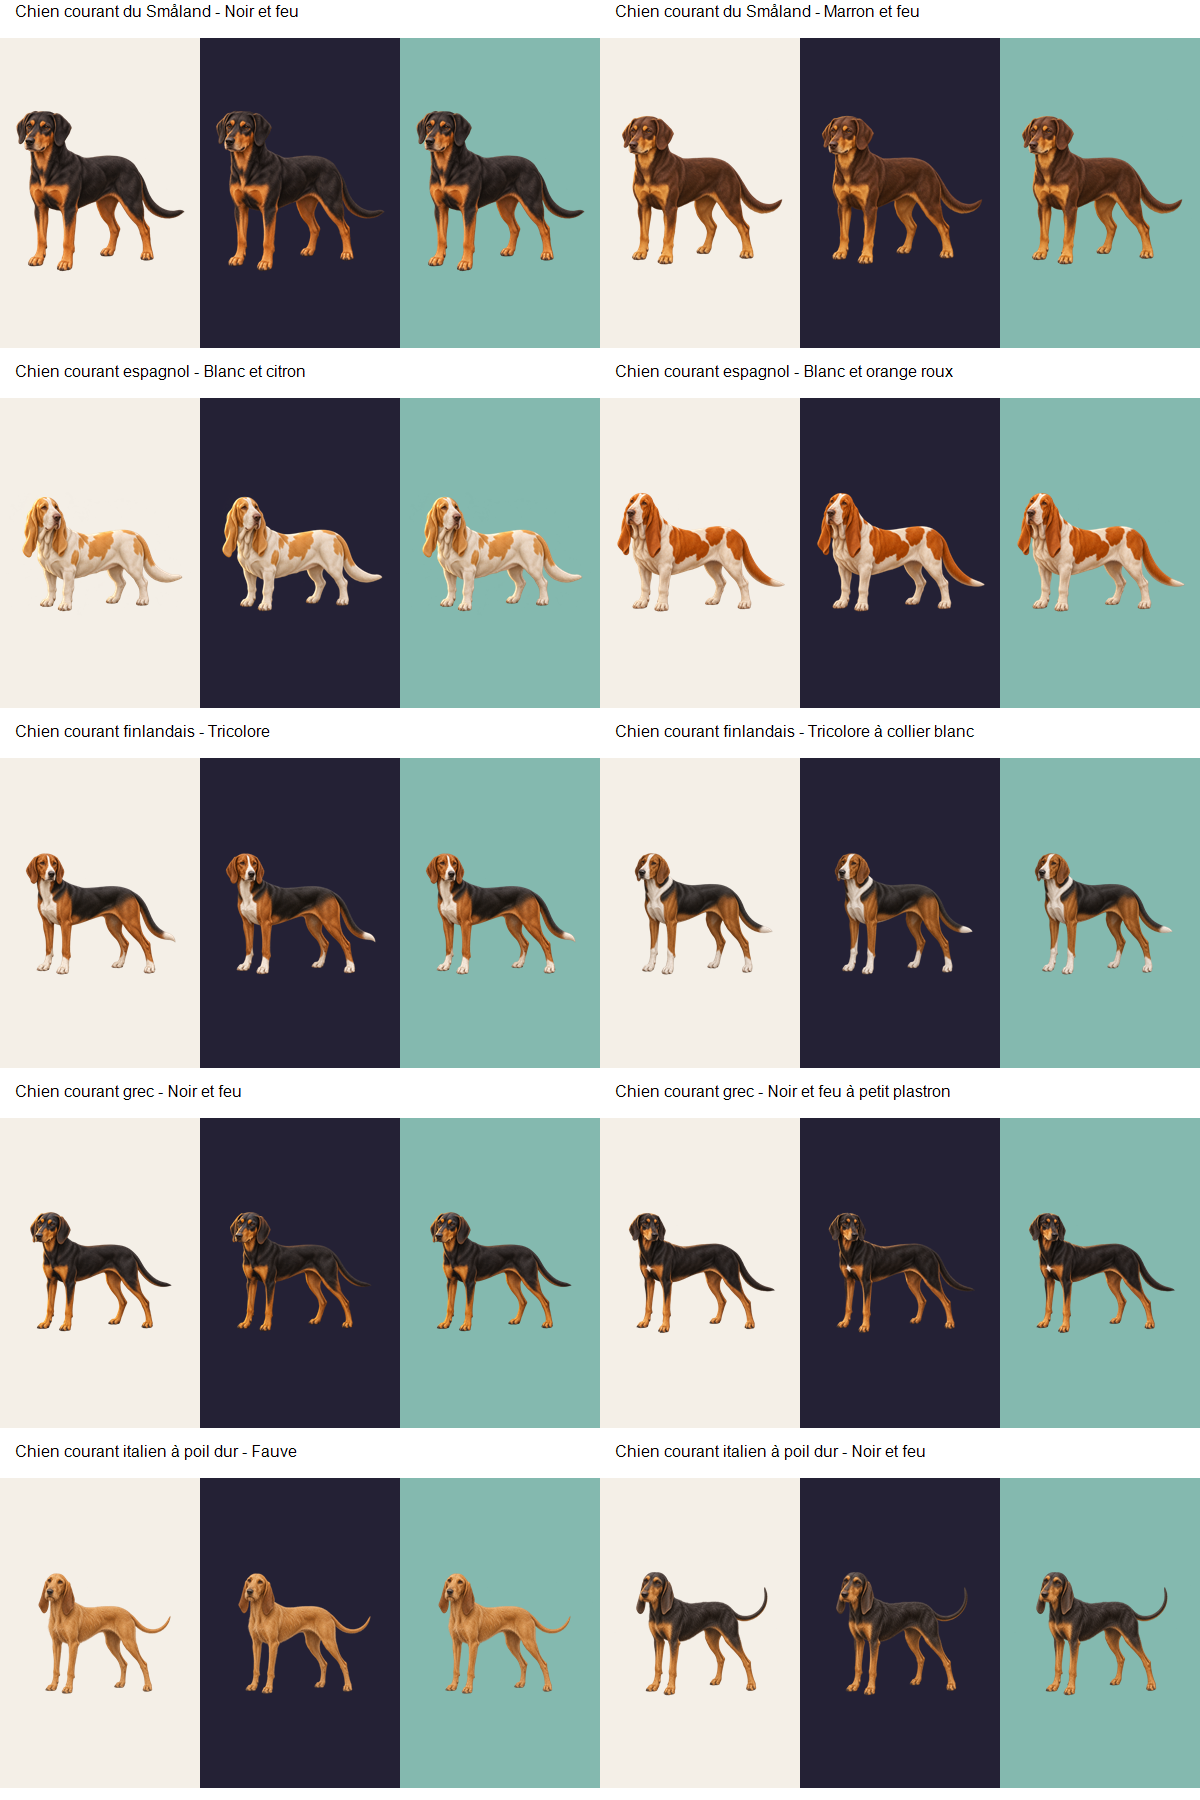 Chien courant du Småland - Noir et feu
Chien courant du Småland - Marron et feu
Chien courant espagnol - Blanc et citron
Chien courant espagnol - Blanc et orange roux
Chien courant finlandais - Tricolore
Chien courant finlandais - Tricolore à collier blanc
Chien courant grec - Noir et feu
Chien courant grec - Noir et feu à petit plastron
Chien courant italien à poil dur - Fauve
Chien courant italien à poil dur - Noir et feu